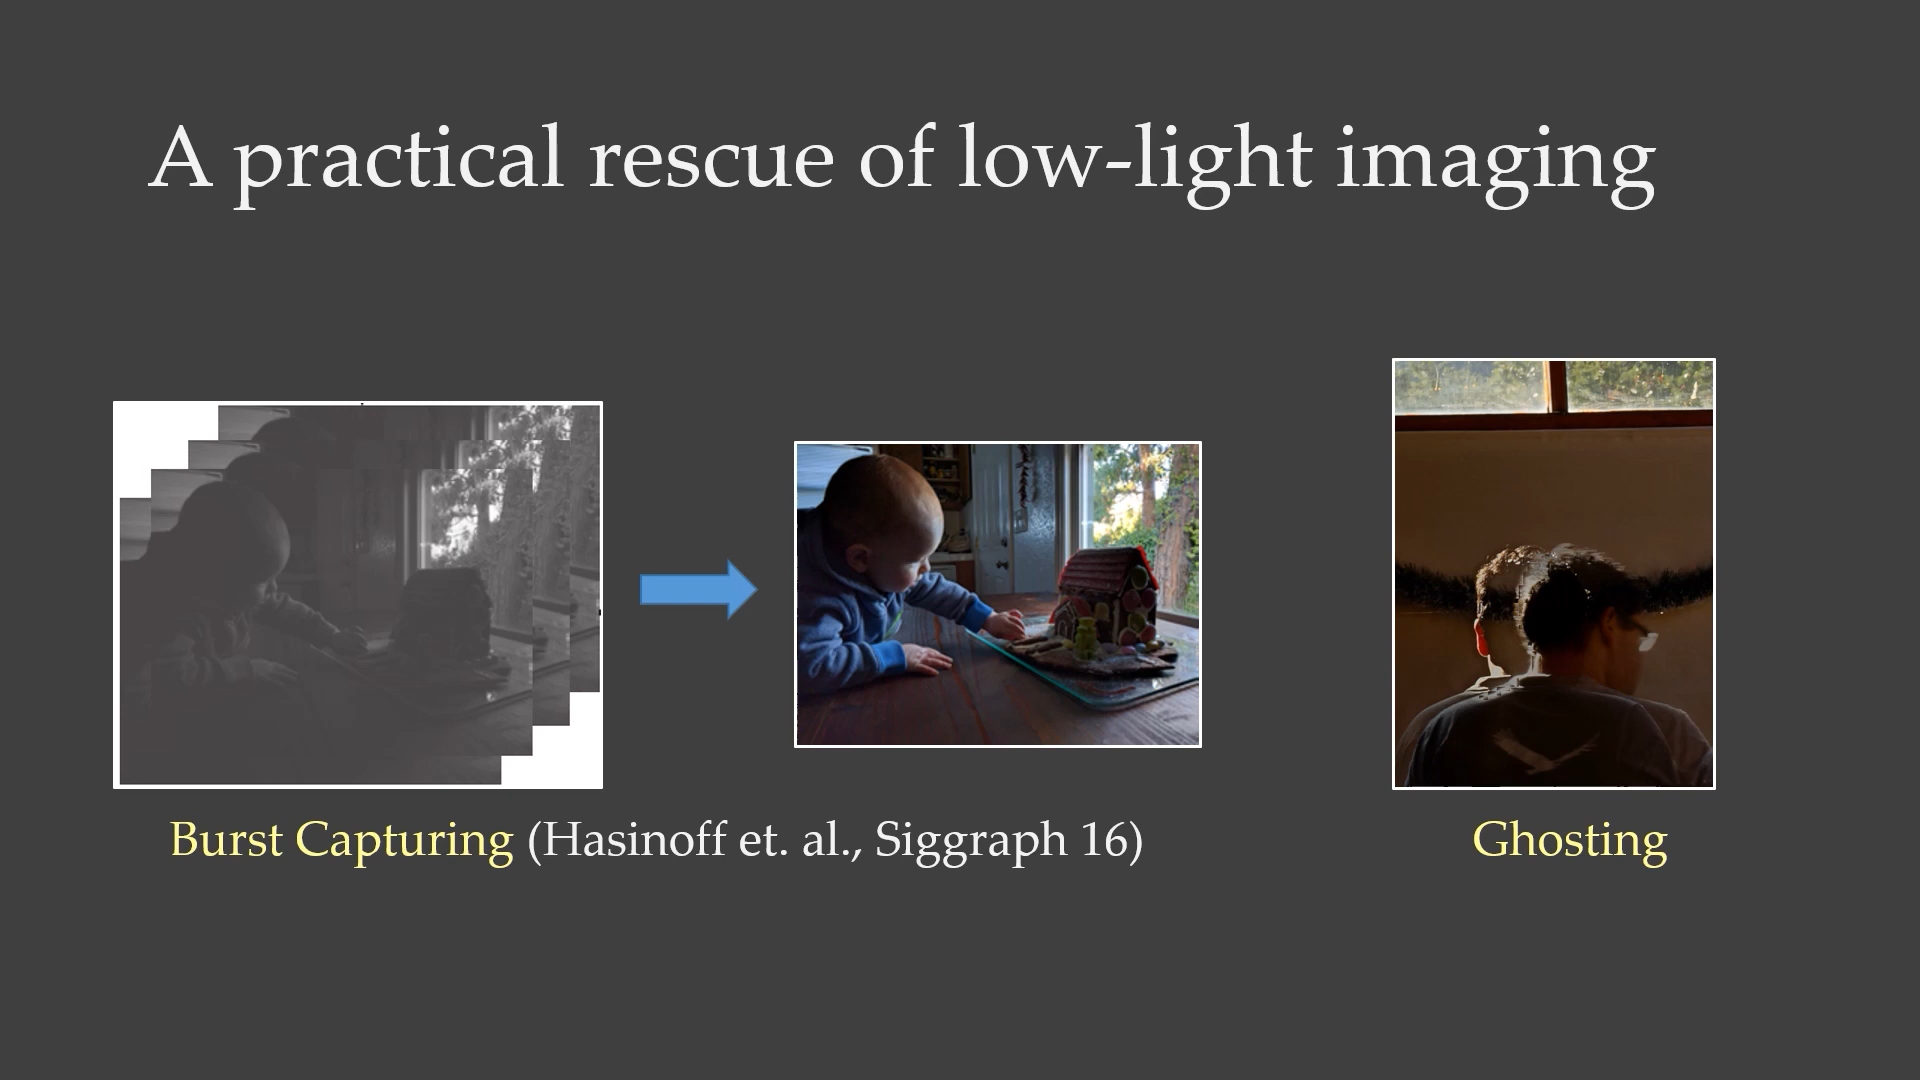 A practical rescue of low-light imaging
Burst Capturing (Hasinoff et. al., Siggraph 16)
Ghosting